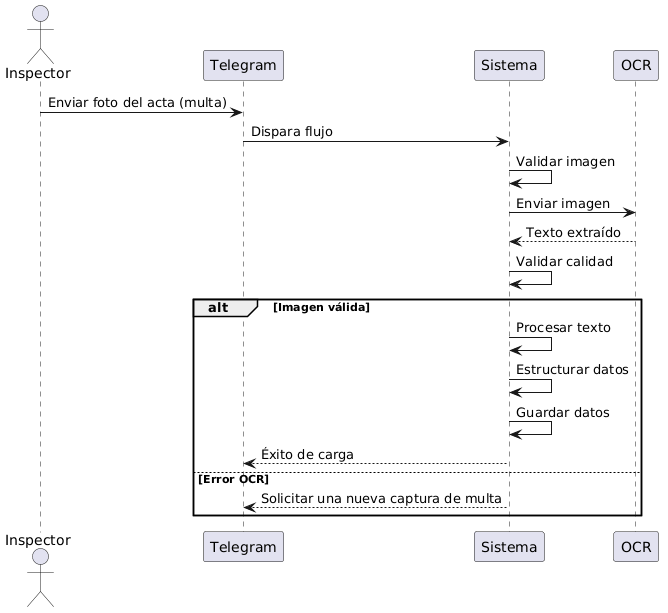 Inspector
Telegram
Sistema
OCR
Enviar foto del acta (multa)
Dispara flujo
Validar imagen
Enviar imagen
Texto extraído
Validar calidad
alt
[Imagen válida]
Procesar texto
Estructurar datos
Guardar datos
Éxito de carga
[Error OCR]
Solicitar una nueva captura de multa
Inspector
Telegram
Sistema
OCR